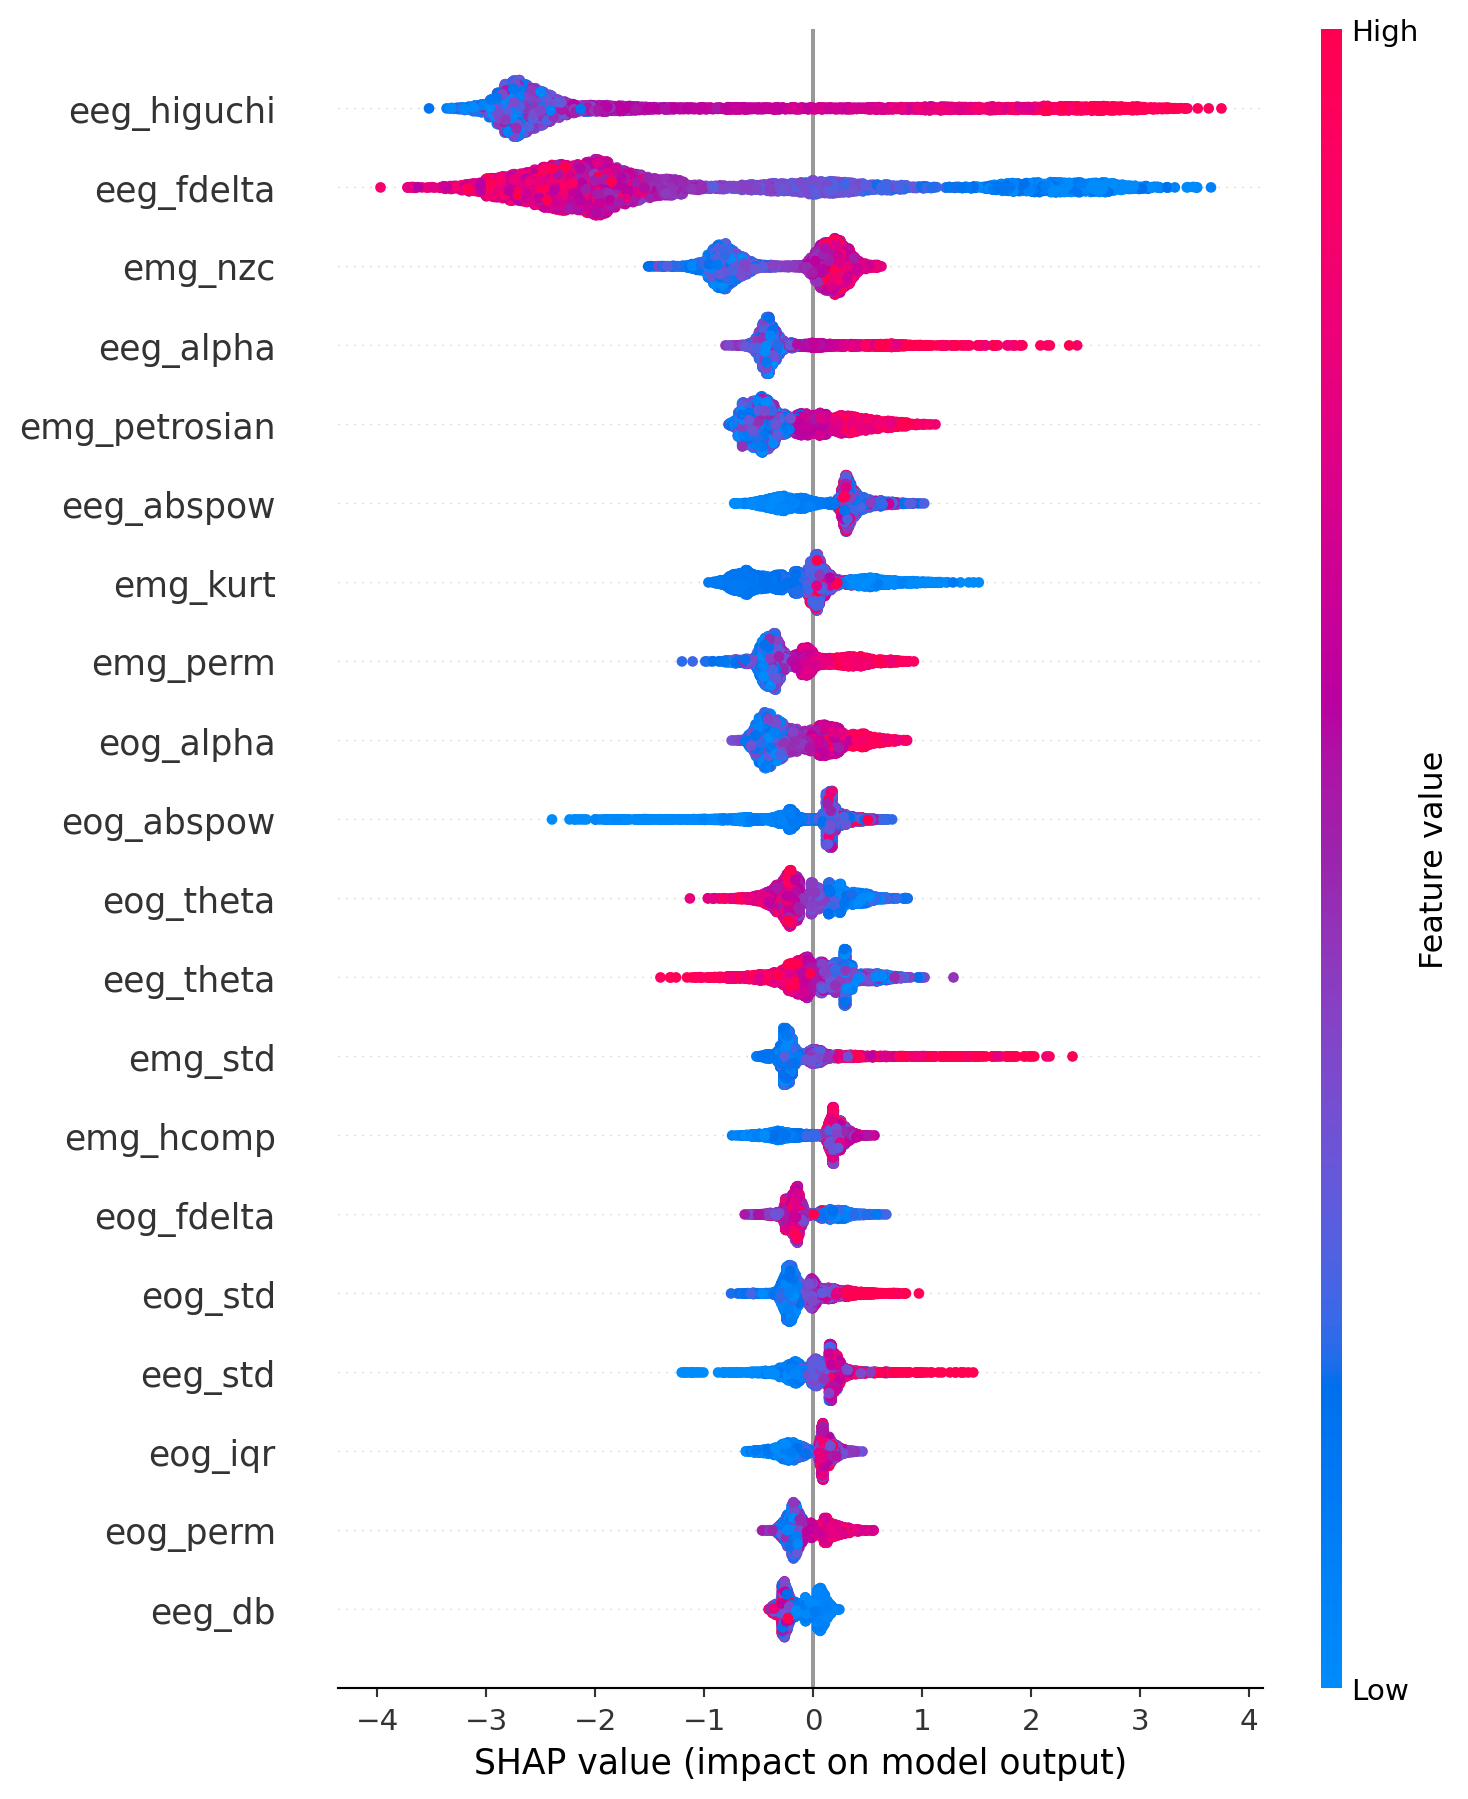 High
eeg_higuchi
eeg_fdelta
emg_nzc
eeg_alpha
emg_petrosian
eeg_abspow
emg_kurt
emg_perm
eog_alpha
eog_abspow
eog_theta
eeg_theta
emg_std
emg_hcomp
eog_fdelta
eog_std
eeg_std
eog_iqr
eog_perm
eeg_db
Feature value
Low
−4 −3 −2 −1 0 1 2 3 4
SHAP value (impact on model output)